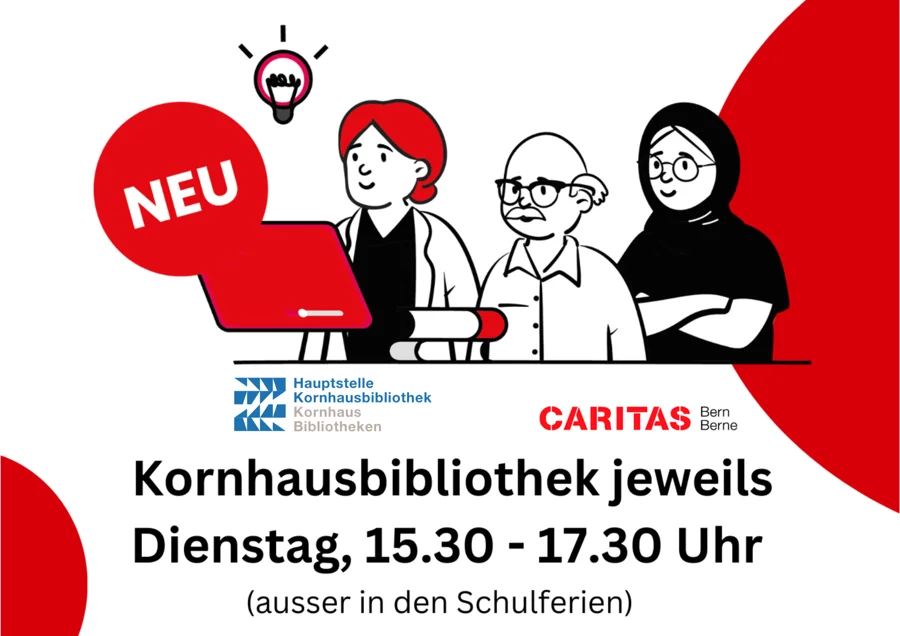 NEU
Hauptstelle
Kornhausbibliothek
Kornhaus
Bibliotheken
CARITAS Bern
Berne
Kornhausbibliothek jeweils
Dienstag, 15.30 - 17.30 Uhr
(ausser in den Schulferien)